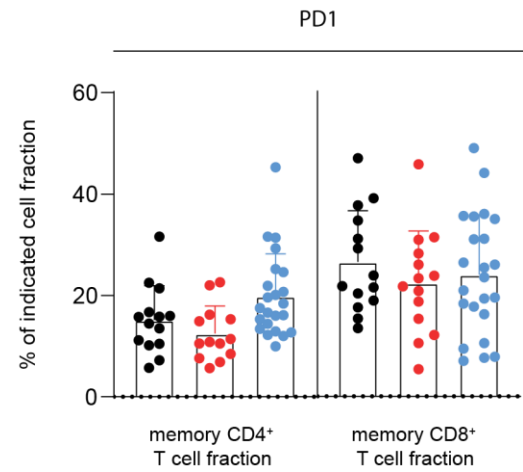 PD1
% of indicated cell fraction
60
40
20
0
memory CD4⁺
T cell fraction
memory CD8⁺
T cell fraction